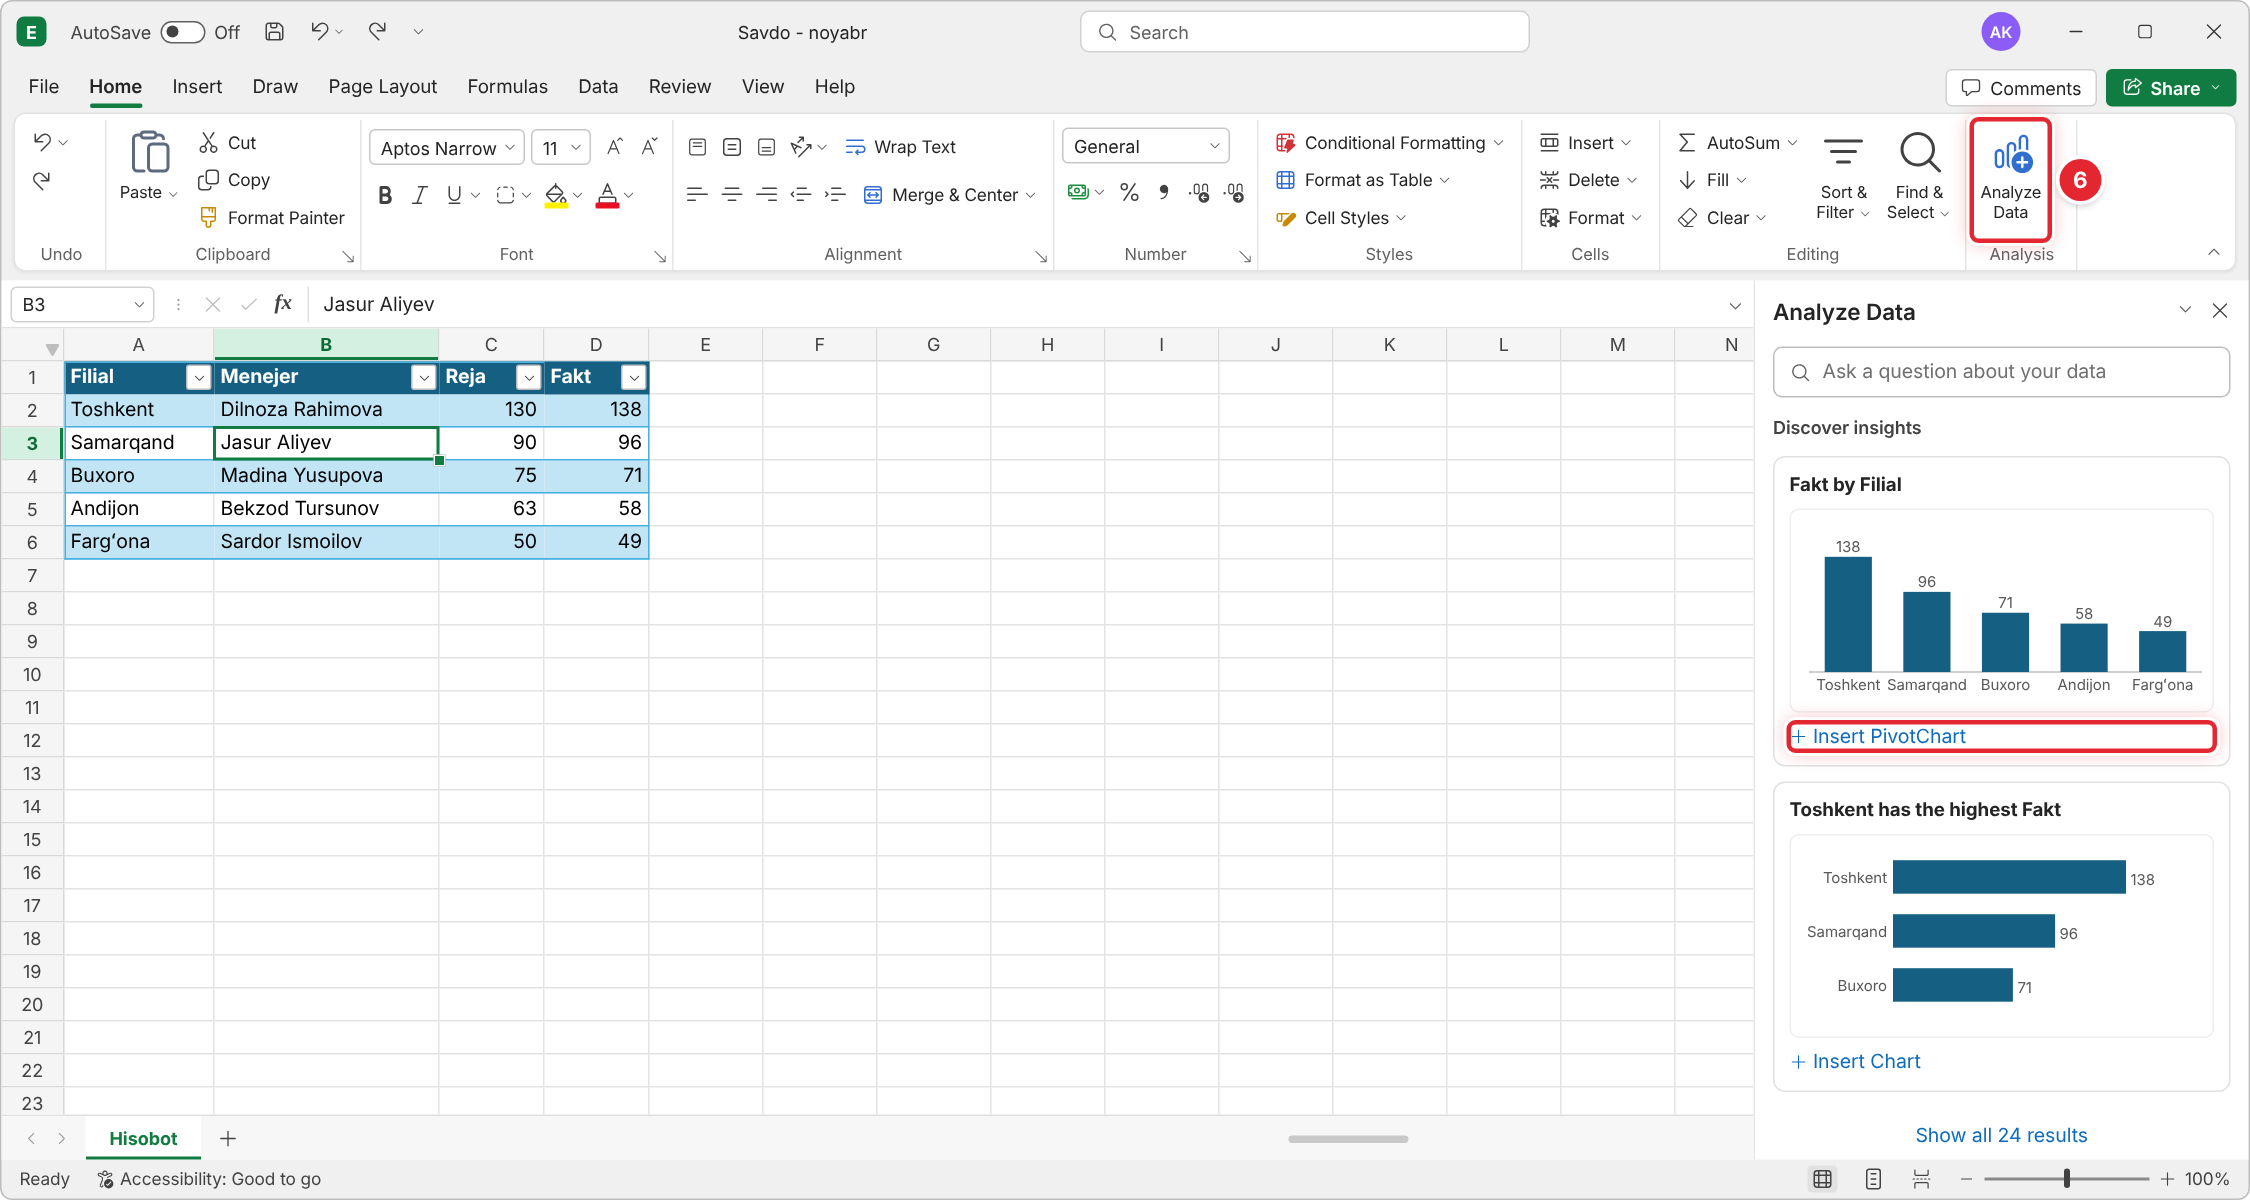 E AutoSave Off Savdo - noyabr Search AK
File Home Insert Draw Page Layout Formulas Data Review View Help Comments Share
Paste Cut Copy Format Painter
Aptos Narrow 11 B I U A
Wrap Text
Merge & Center
General
%
Conditional Formatting
Format as Table
Cell Styles
Insert
Delete
Format
AutoSum
Fill
Clear
Sort & Filter
Find & Select
Analyze Data
6
Undo Clipboard Font Alignment Number Styles Cells Editing Analysis
B3 fx Jasur Aliyev
A B C D E F G H I J K L M N
1 Filial Menejer Reja Fakt
2 Toshkent Dilnoza Rahimova 130 138
3 Samarqand Jasur Aliyev 90 96
4 Buxoro Madina Yusupova 75 71
5 Andijon Bekzod Tursunov 63 58
6 Fargʻona Sardor Ismoilov 50 49
7
8
9
10
11
12
13
14
15
16
17
18
19
20
21
22
23
Analyze Data
Ask a question about your data
Discover insights
Fakt by Filial
138 96 71 58 49
Toshkent Samarqand Buxoro Andijon Fargʻona
+ Insert PivotChart
Toshkent has the highest Fakt
Toshkent 138
Samarqand 96
Buxoro 71
+ Insert Chart
Show all 24 results
Hisobot
Ready Accessibility: Good to go 100%